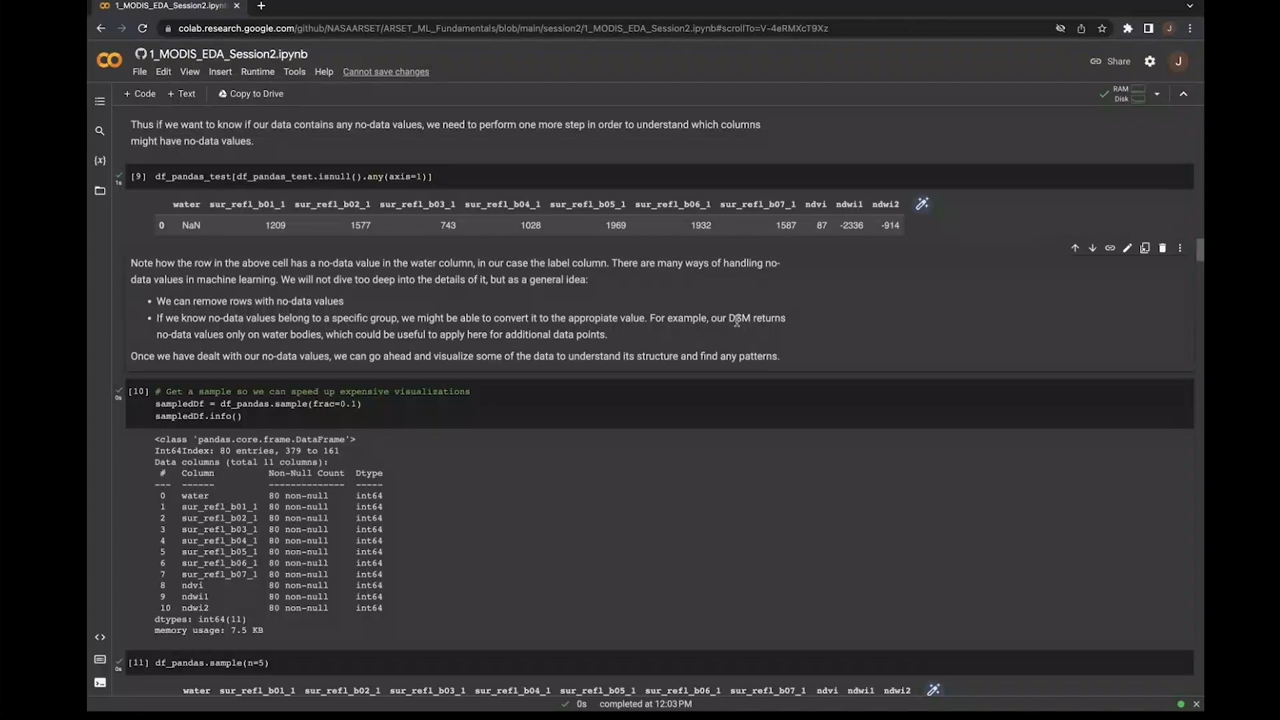 1_MODIS_EDA_Session2.ipynb
colab.research.google.com/github/NASAARSET/ARSET_ML_Fundamentals/blob/main/session2/1_MODIS_EDA_Session2.ipynb#scrollTo=V-4eRMXcT9Xz
J
1_MODIS_EDA_Session2.ipynb
Share
J
File Edit View Insert Runtime Tools Help Cannot save changes
+ Code + Text Copy to Drive
RAM
Disk
Thus if we want to know if our data contains any no-data values, we need to perform one more step in order to understand which columns
might have no-data values.
[9] df_pandas_test[df_pandas_test.isnull().any(axis=1)]
1s
water sur_refl_b01_1 sur_refl_b02_1 sur_refl_b03_1 sur_refl_b04_1 sur_refl_b05_1 sur_refl_b06_1 sur_refl_b07_1 ndvi ndwi1 ndwi2
0 NaN 1209 1577 743 1028 1969 1932 1587 87 -2336 -914
Note how the row in the above cell has a no-data value in the water column, in our case the label column. There are many ways of handling no-
data values in machine learning. We will not dive too deep into the details of it, but as a general idea:
• We can remove rows with no-data values
• If we know no-data values belong to a specific group, we might be able to convert it to the appropiate value. For example, our DSM returns
no-data values only on water bodies, which could be useful to apply here for additional data points.
Once we have dealt with our no-data values, we can go ahead and visualize some of the data to understand its structure and find any patterns.
[10] # Get a sample so we can speed up expensive visualizations
0s
sampledDf = df_pandas.sample(frac=0.1)
sampledDf.info()
<class 'pandas.core.frame.DataFrame'>
Int64Index: 80 entries, 379 to 161
Data columns (total 11 columns):
# Column Non-Null Count Dtype
--- ------ -------------- -----
0 water 80 non-null int64
1 sur_refl_b01_1 80 non-null int64
2 sur_refl_b02_1 80 non-null int64
3 sur_refl_b03_1 80 non-null int64
4 sur_refl_b04_1 80 non-null int64
5 sur_refl_b05_1 80 non-null int64
6 sur_refl_b06_1 80 non-null int64
7 sur_refl_b07_1 80 non-null int64
8 ndvi 80 non-null int64
9 ndwi1 80 non-null int64
10 ndwi2 80 non-null int64
dtypes: int64(11)
memory usage: 7.5 KB
[11] df_pandas.sample(n=5)
0s
water sur_refl_b01_1 sur_refl_b02_1 sur_refl_b03_1 sur_refl_b04_1 sur_refl_b05_1 sur_refl_b06_1 sur_refl_b07_1 ndvi ndwi1 ndwi2
0s completed at 12:03 PM